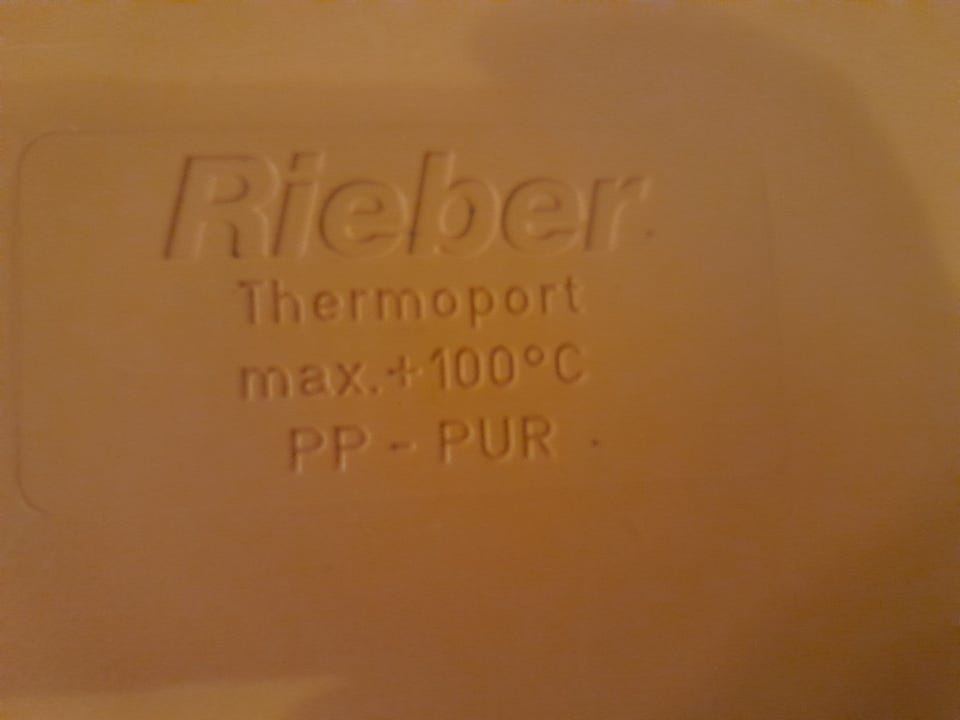 Rieber
Thermoport
max.+100°C
PP - PUR